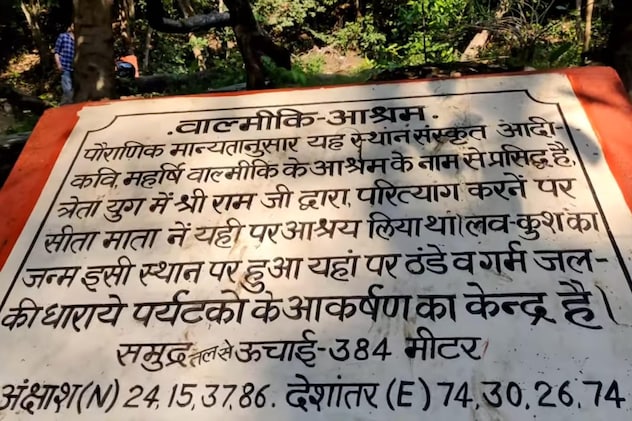 .वाल्मीकि-आश्रम.
पौराणिक मान्यतानुसार यह स्थान संस्कृत आदी-
कवि, महर्षि वाल्मीकि के आश्रम के नाम से प्रसिद्ध है,
त्रेता युग में श्री राम जी द्वारा, परित्याग करनें पर
सीता माता नें यही पर आश्रय लिया था। लव-कुश का
जन्म इसी स्थान पर हुआ यहां पर ठंडे व गर्म जल-
की धाराये पर्यटको के आकर्षण का केन्द्र है।
समुद्र तल से ऊचाई-384 मीटर
अंक्षाश (N) 24,15,37,86. देशांतर (E) 74,30,26,74